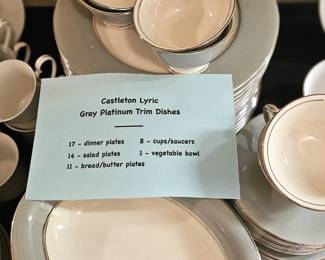 Castleton Lyric
Gray Platinum Trim Dishes
17 - dinner plates 8 - cups/saucers
14 - salad plates 1 - vegetable bowl
11 - bread/butter plates